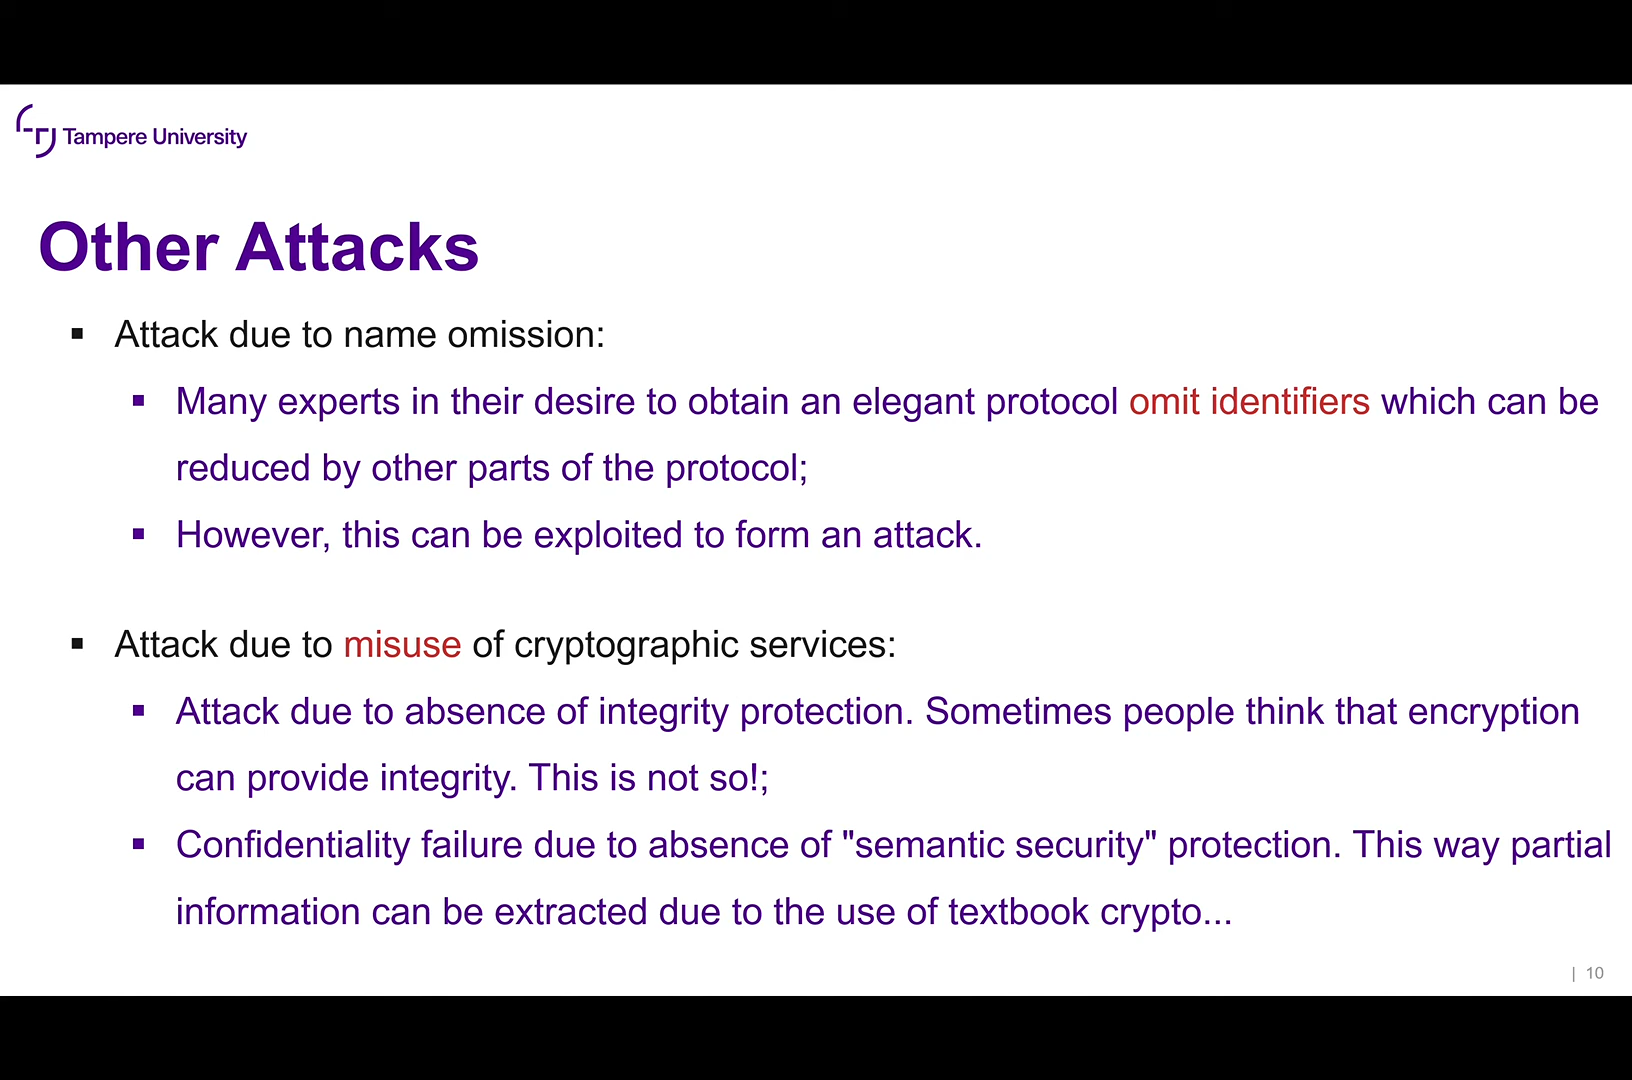 Tampere University
Other Attacks
▪ Attack due to name omission:
▪ Many experts in their desire to obtain an elegant protocol omit identifiers which can be
reduced by other parts of the protocol;
▪ However, this can be exploited to form an attack.
▪ Attack due to misuse of cryptographic services:
▪ Attack due to absence of integrity protection. Sometimes people think that encryption
can provide integrity. This is not so!;
▪ Confidentiality failure due to absence of "semantic security" protection. This way partial
information can be extracted due to the use of textbook crypto...
| 10